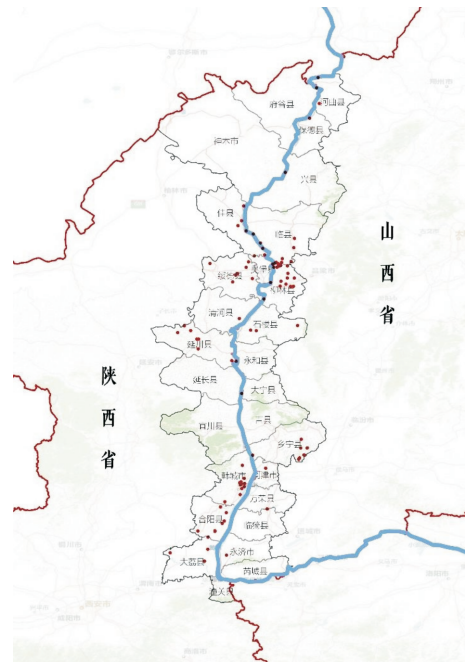 府谷县
河曲县
保德县
神木市
兴县
佳县
临县
绥德县
柳林县
清涧县
石楼县
延川县
永和县
延长县
大宁县
宜川县
吉县
乡宁县
韩城市
河津市
万荣县
合阳县
临猗县
永济市
大荔县
芮城县
潼关县
山西省
陕西省